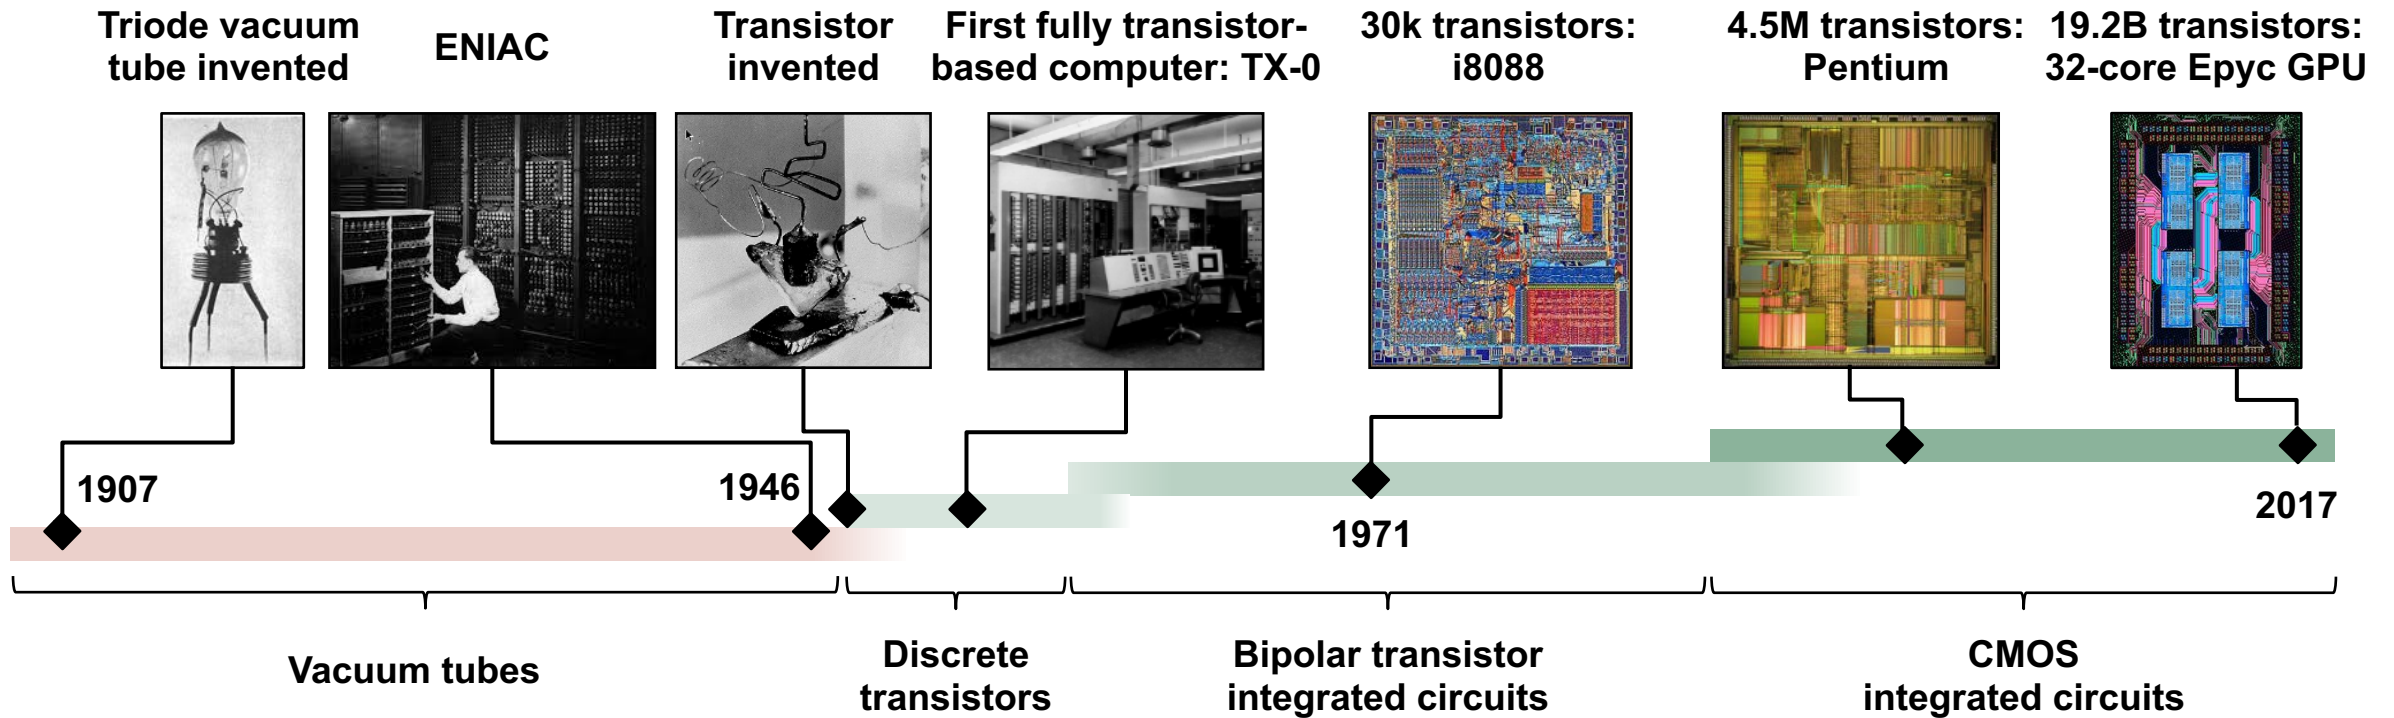 Triode vacuum
tube invented
ENIAC
Transistor
invented
First fully transistor-
based computer: TX-0
30k transistors:
i8088
4.5M transistors:
Pentium
19.2B transistors:
32-core Epyc GPU
1907
1946
1971
2017
Vacuum tubes
Discrete
transistors
Bipolar transistor
integrated circuits
CMOS
integrated circuits